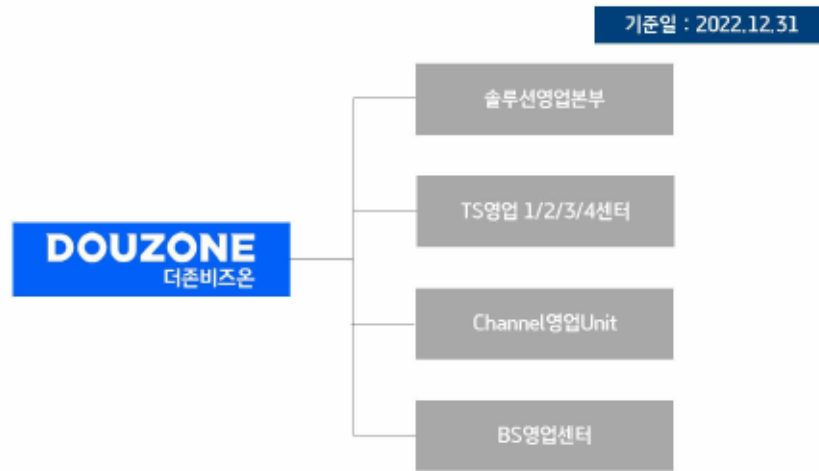 기준일 : 2022.12.31
솔루션영업본부
TS영업 1/2/3/4센터
DOUZONE
더존비즈온
Channel영업Unit
BS영업센터